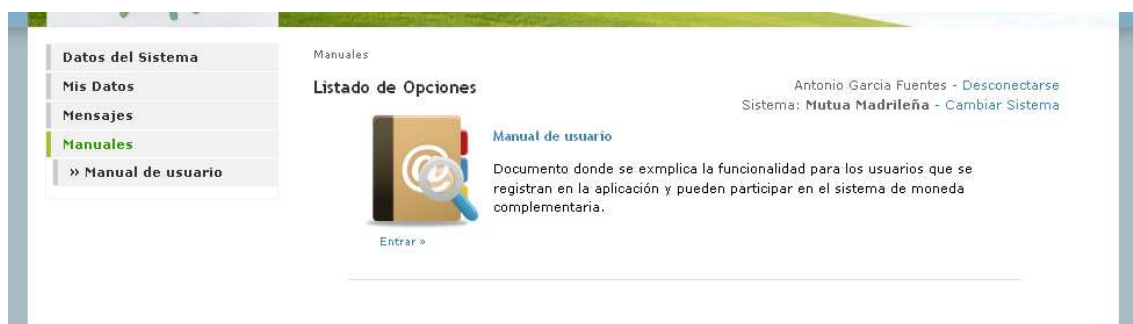 Datos del Sistema
Mis Datos
Mensajes
Manuales
» Manual de usuario
Manuales
Listado de Opciones
Antonio Garcia Fuentes - Desconectarse
Sistema: Mutua Madrileña - Cambiar Sistema
Manual de usuario
Documento donde se exmplica la funcionalidad para los usuarios que se
registran en la aplicación y pueden participar en el sistema de moneda
complementaria.
Entrar »